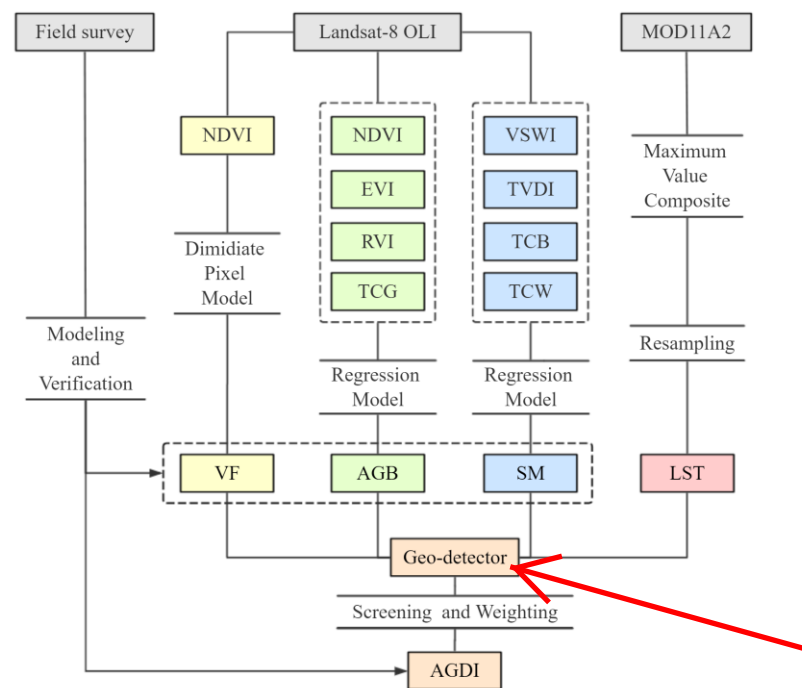 Field survey
Landsat-8 OLI
MOD11A2
NDVI
NDVI
VSWI
EVI
TVDI
RVI
TCB
TCG
TCW
Maximum
Value
Composite
Dimidiate
Pixel
Model
Modeling
and
Verification
Regression
Model
Regression
Model
Resampling
VF
AGB
SM
LST
Geo-detector
Screening and Weighting
AGDI